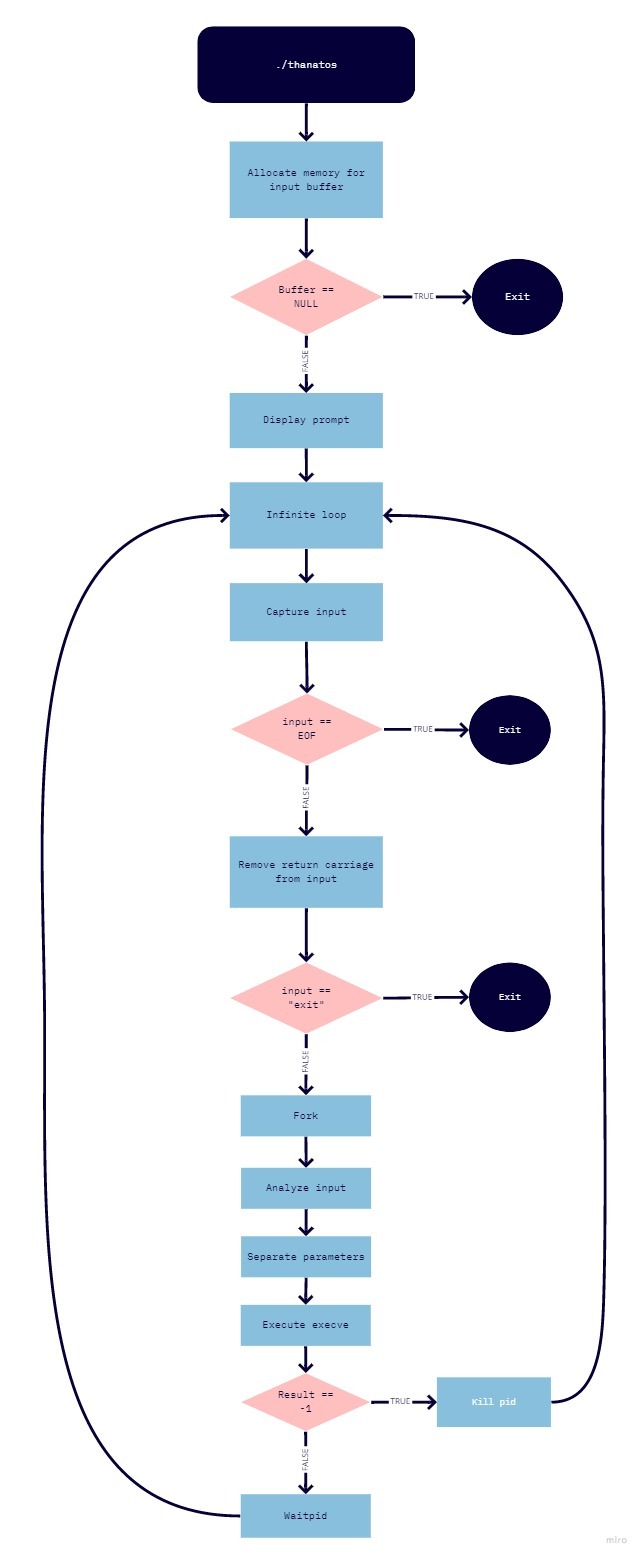 ./thanatos
Allocate memory for
input buffer
Buffer ==
NULL
TRUE
Exit
FALSE
Display prompt
Infinite loop
Capture input
input ==
EOF
TRUE
Exit
FALSE
Remove return carriage
from input
input ==
"exit"
TRUE
Exit
FALSE
Fork
Analyze input
Separate parameters
Execute execve
Result ==
-1
TRUE
Kill pid
FALSE
Waitpid
miro